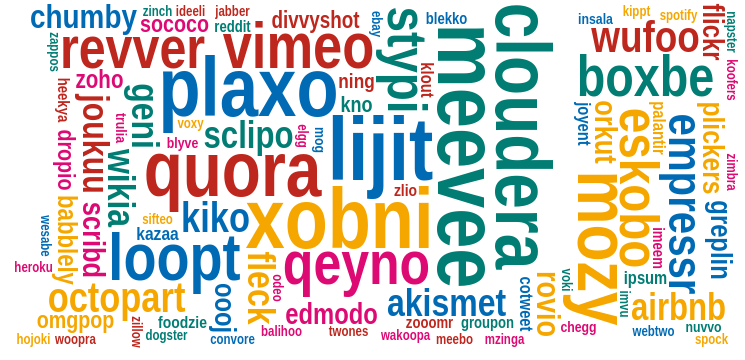 chumby
zinch
ideeli
jabber
sococo
reddit
divvyshot
ebay
blekko
stypi
cloudera
insala
kippt
spotify
flickr
napster
zappos
revver
vimeo
wufoo
koofers
zoho
plaxo
ning
klout
meevee
boxbe
heekya
joukuu
geni
kno
trulia
voxy
sclipo
egg
mog
lijit
joyent
orkut
palantir
plickers
dropio
blyve
eskobo
empressr
zimbra
wikia
quora
zlio
mozy
babblely
scribd
sifteo
kiko
xobni
greplin
wesabe
kazaa
imeem
loopt
fleck
qeyno
heroku
odeo
cotweet
rovio
voki
ipsum
octopart
oooj
edmodo
akismet
imvu
airbnb
omgpop
zillow
foodzie
zooomr
groupon
chegg
hojoki
woopra
dogster
convore
balihoo
twones
wakoopa
meebo
mzinga
webtwo
nuvvo
spock